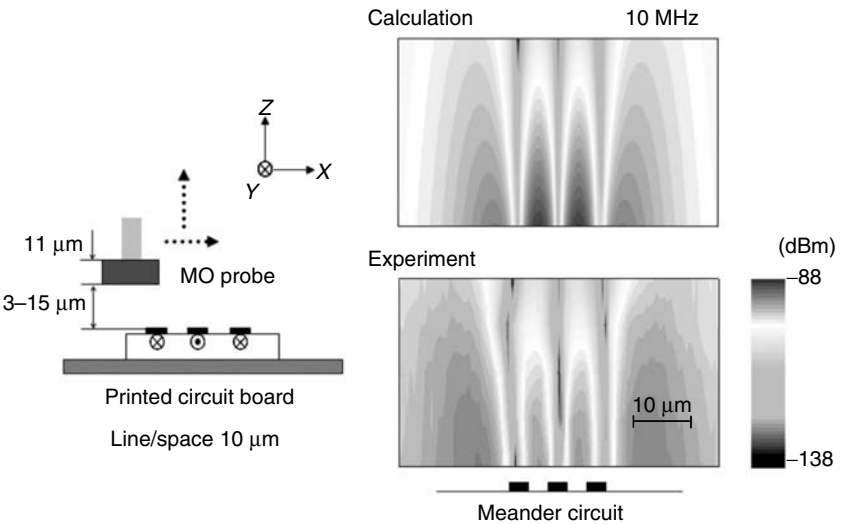 Calculation 10 MHz
Z
X
Y
11 µm
MO probe
3–15 µm
Printed circuit board
Line/space 10 µm
Experiment
(dBm)
–88
10 µm
–138
Meander circuit